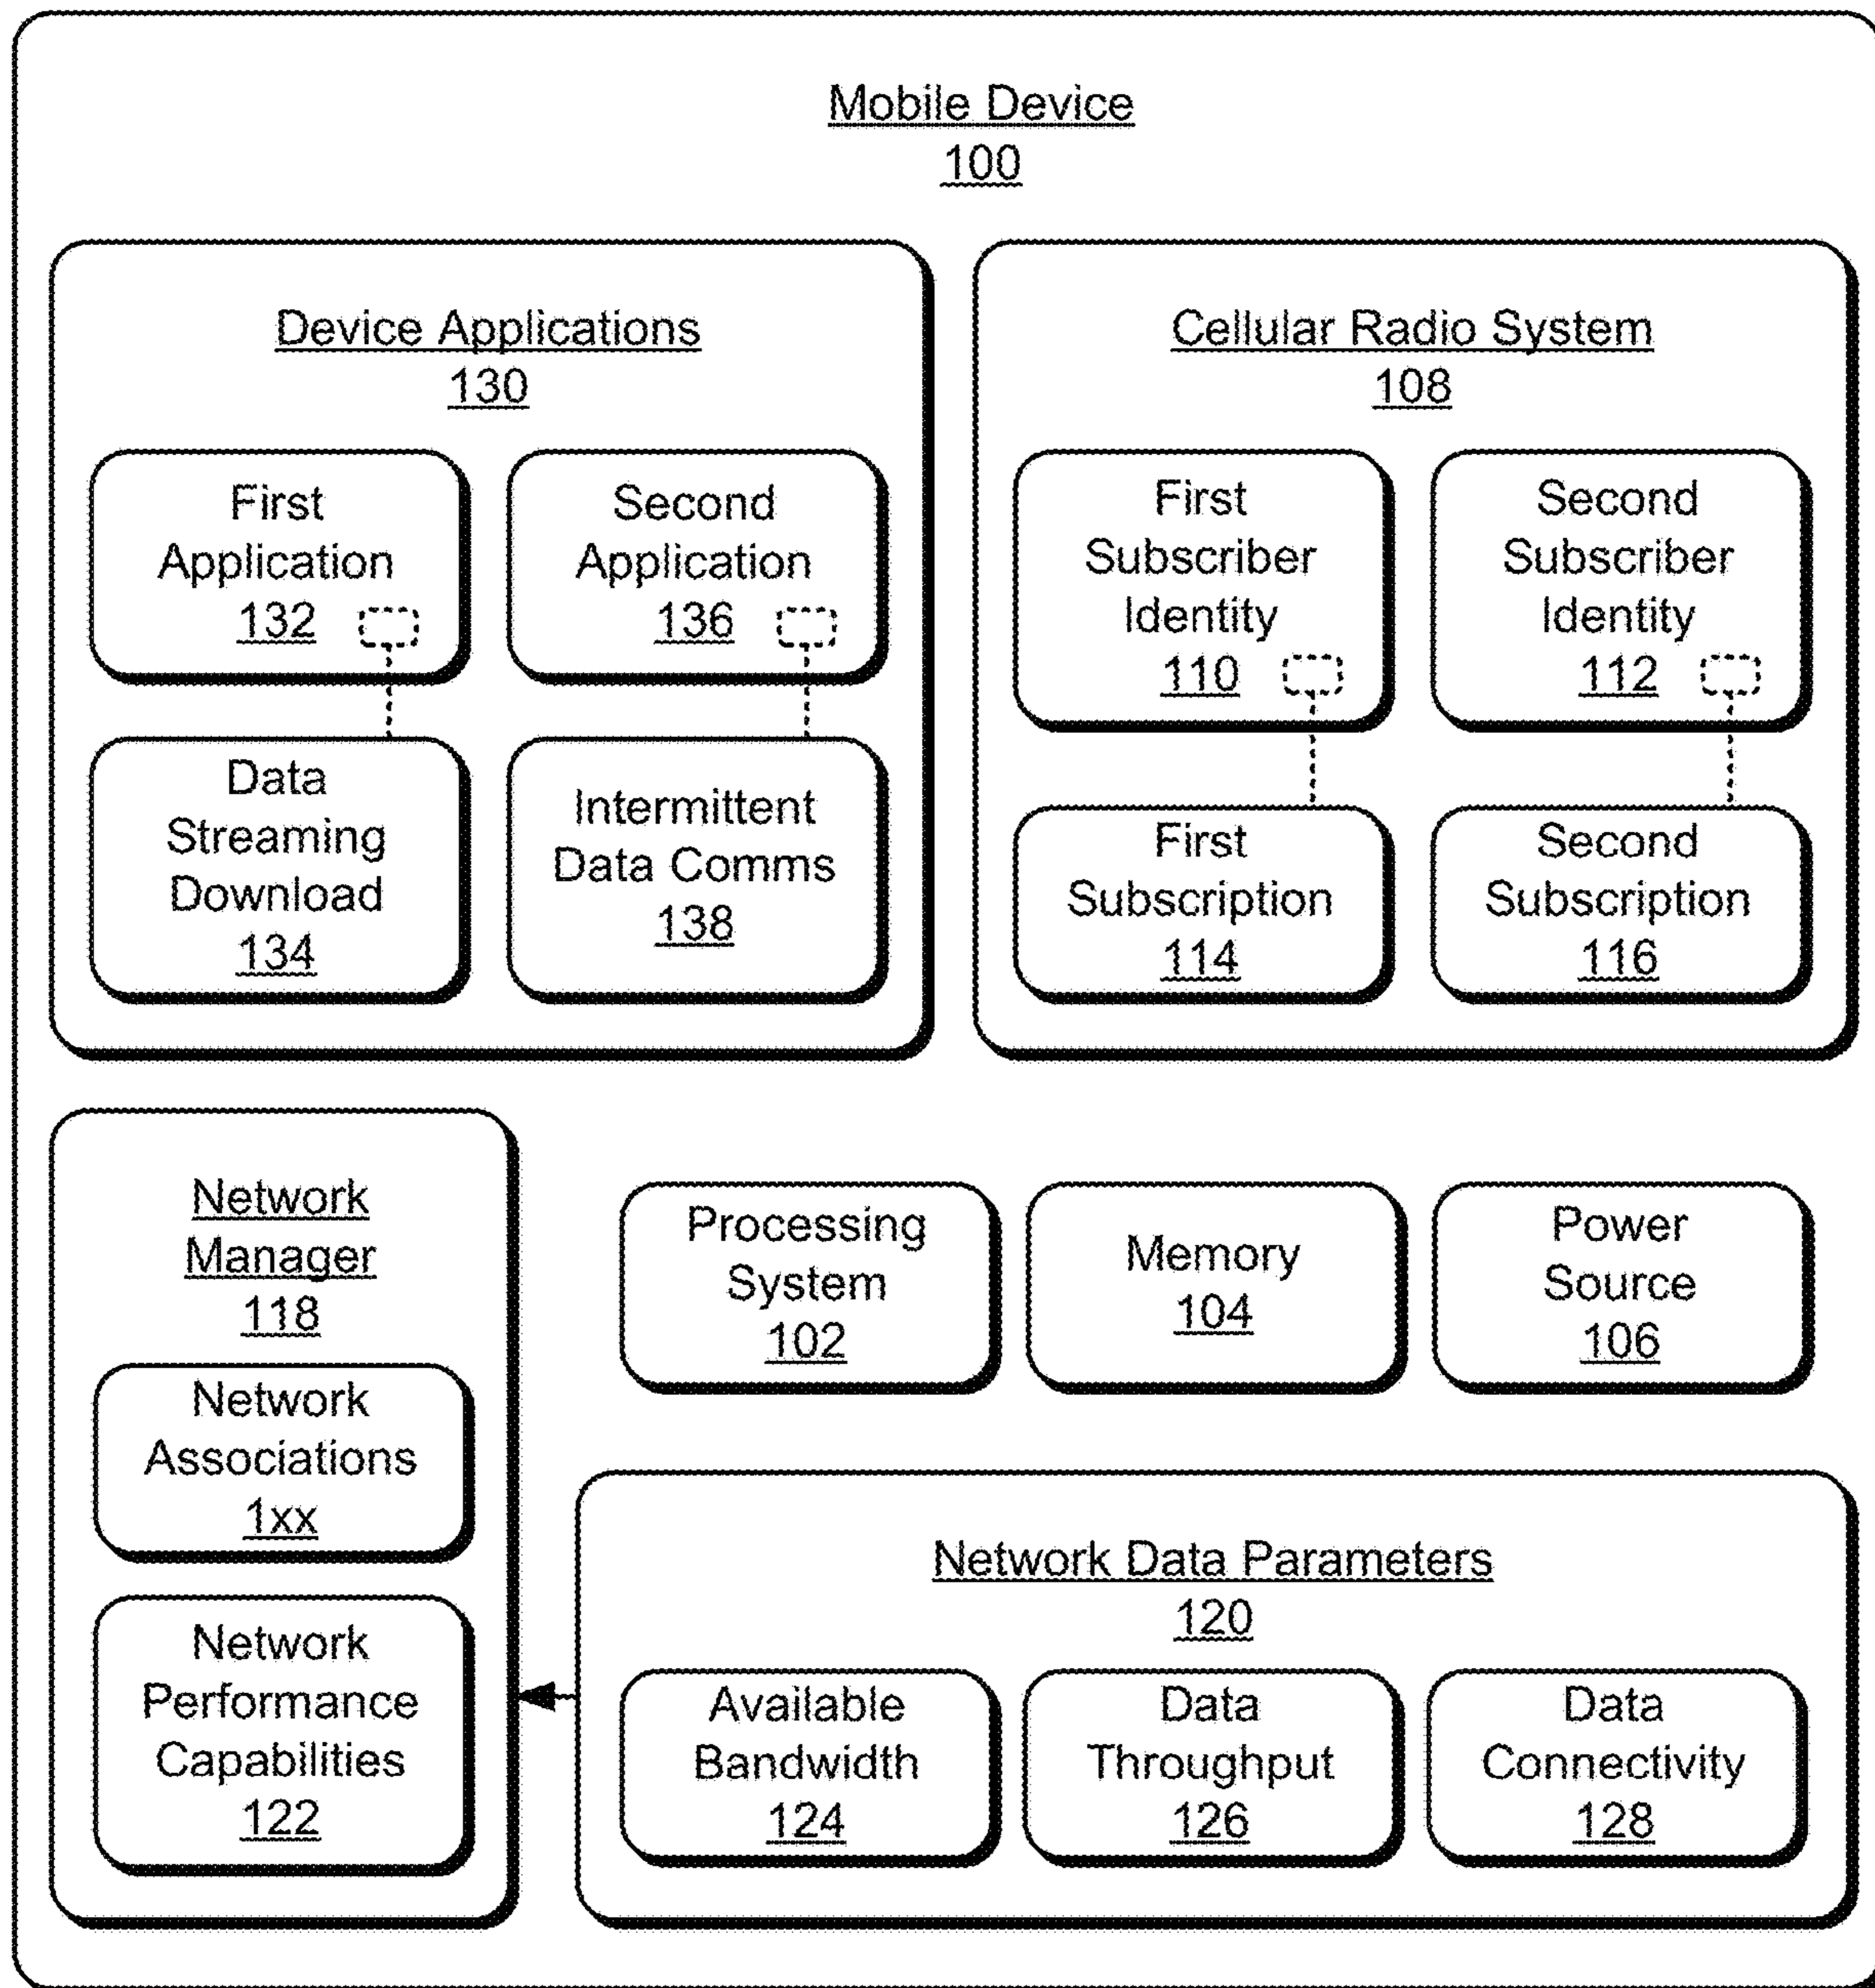 Mobile Device
100
Device Applications
130
First
Application
132
Second
Application
136
Data
Streaming
Download
134
Intermittent
Data Comms
138
Cellular Radio System
108
First
Subscriber
Identity
110
Second
Subscriber
Identity
112
First
Subscription
114
Second
Subscription
116
Network
Manager
118
Network
Associations
1xx
Network
Performance
Capabilities
122
Processing
System
102
Memory
104
Power
Source
106
Network Data Parameters
120
Available
Bandwidth
124
Data
Throughput
126
Data
Connectivity
128